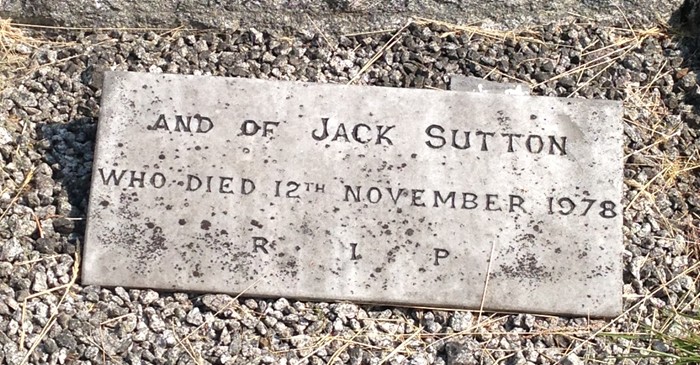 AND OF JACK SUTTON
WHO DIED 12TH NOVEMBER 1978
R I P